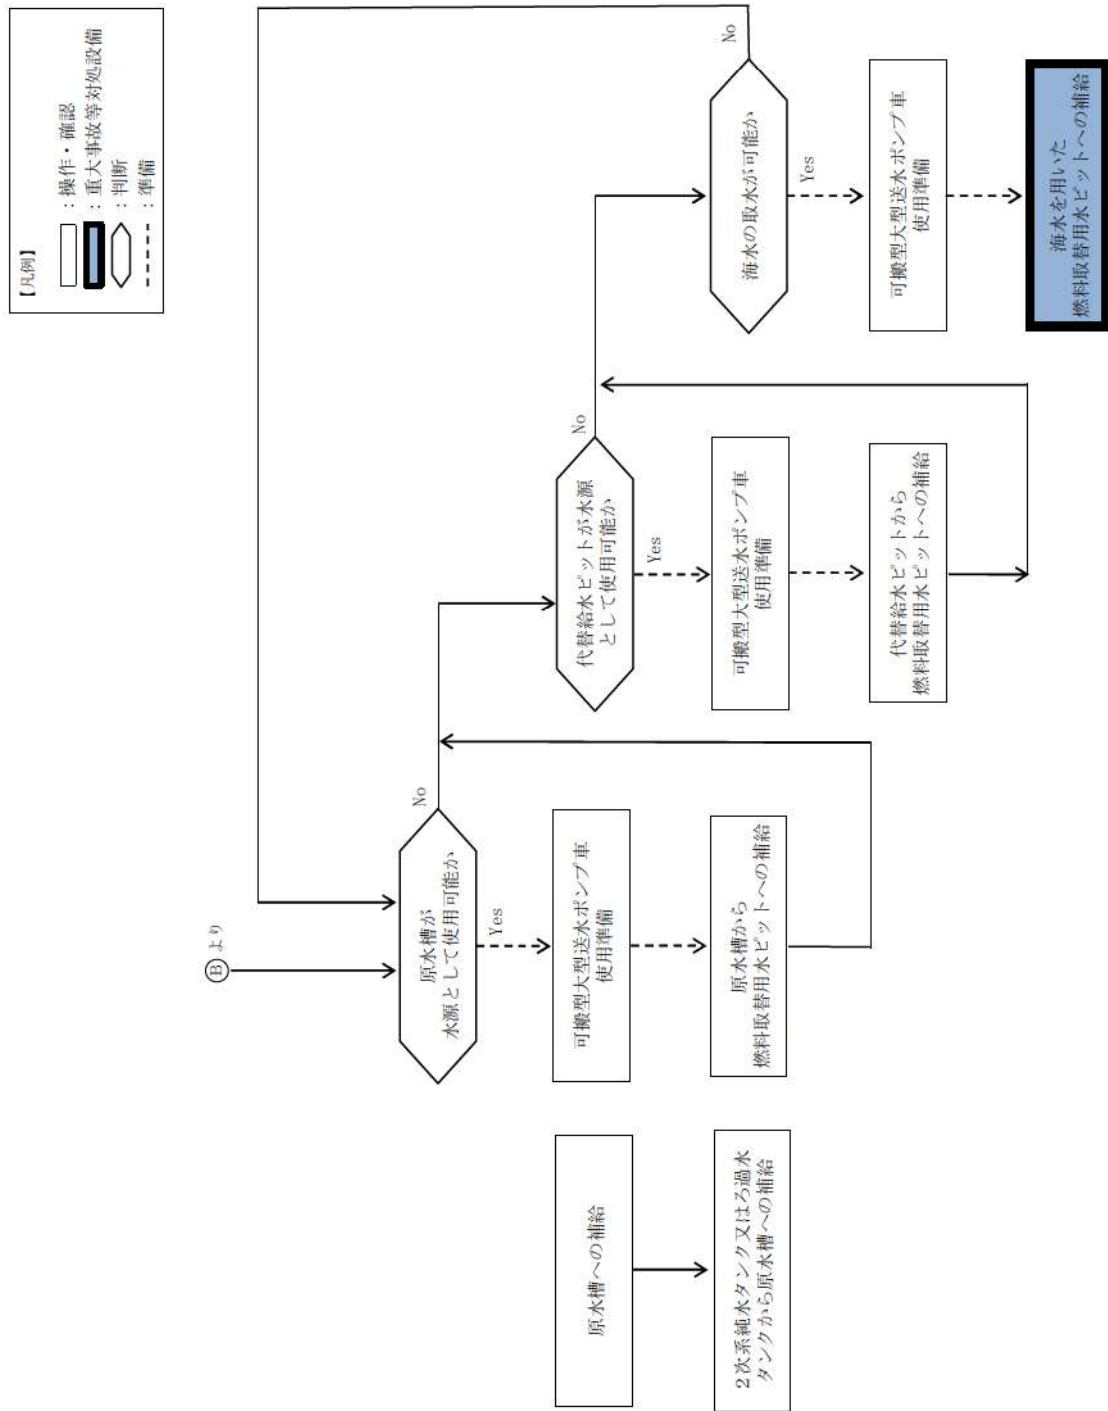 【凡例】
：操作・確認
：重大事故等対処設備
：判断
：準備
Ⓑより
原水槽が
水源として使用可能か
No
Yes
可搬型大型送水ポンプ車
使用準備
原水槽から
燃料取替用水ピットへの補給
原水槽への補給
２次系純水タンク又はろ過水
タンクから原水槽への補給
代替給水ピットが水源
として使用可能か
No
Yes
可搬型大型送水ポンプ車
使用準備
代替給水ピットから
燃料取替用水ピットへの補給
海水の取水が可能か
No
Yes
可搬型大型送水ポンプ車
使用準備
海水を用いた
燃料取替用水ピットへの補給